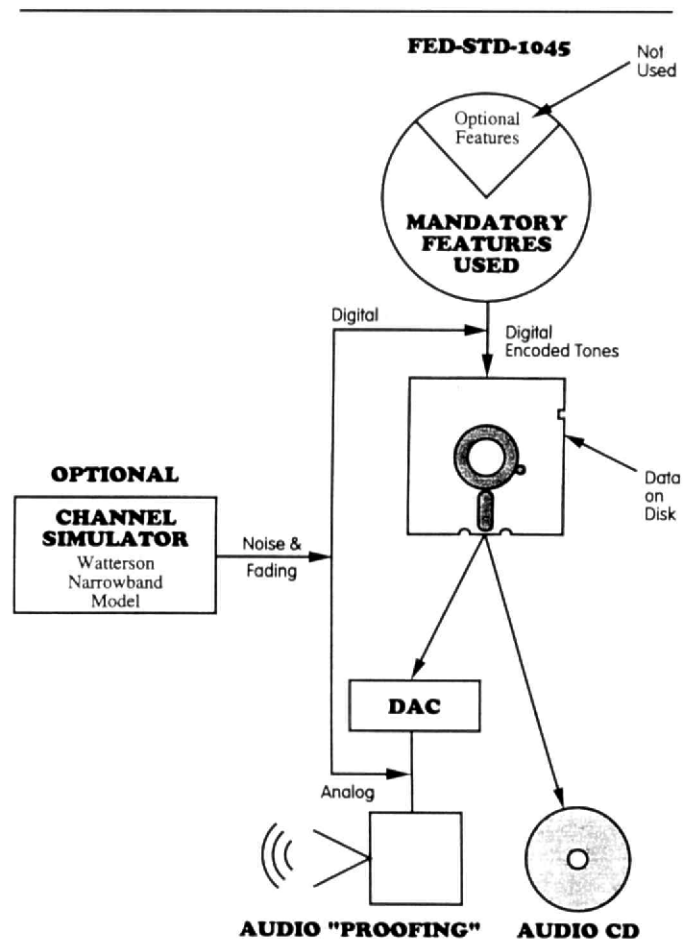 FED-STD-1045
Not
Used
Optional
Features
MANDATORY
FEATURES
USED
Digital
Digital
Encoded Tones
Data
on
Disk
OPTIONAL
CHANNEL
SIMULATOR
Watterson
Narrowband
Model
Noise &
Fading
DAC
Analog
AUDIO "PROOFING"
AUDIO CD